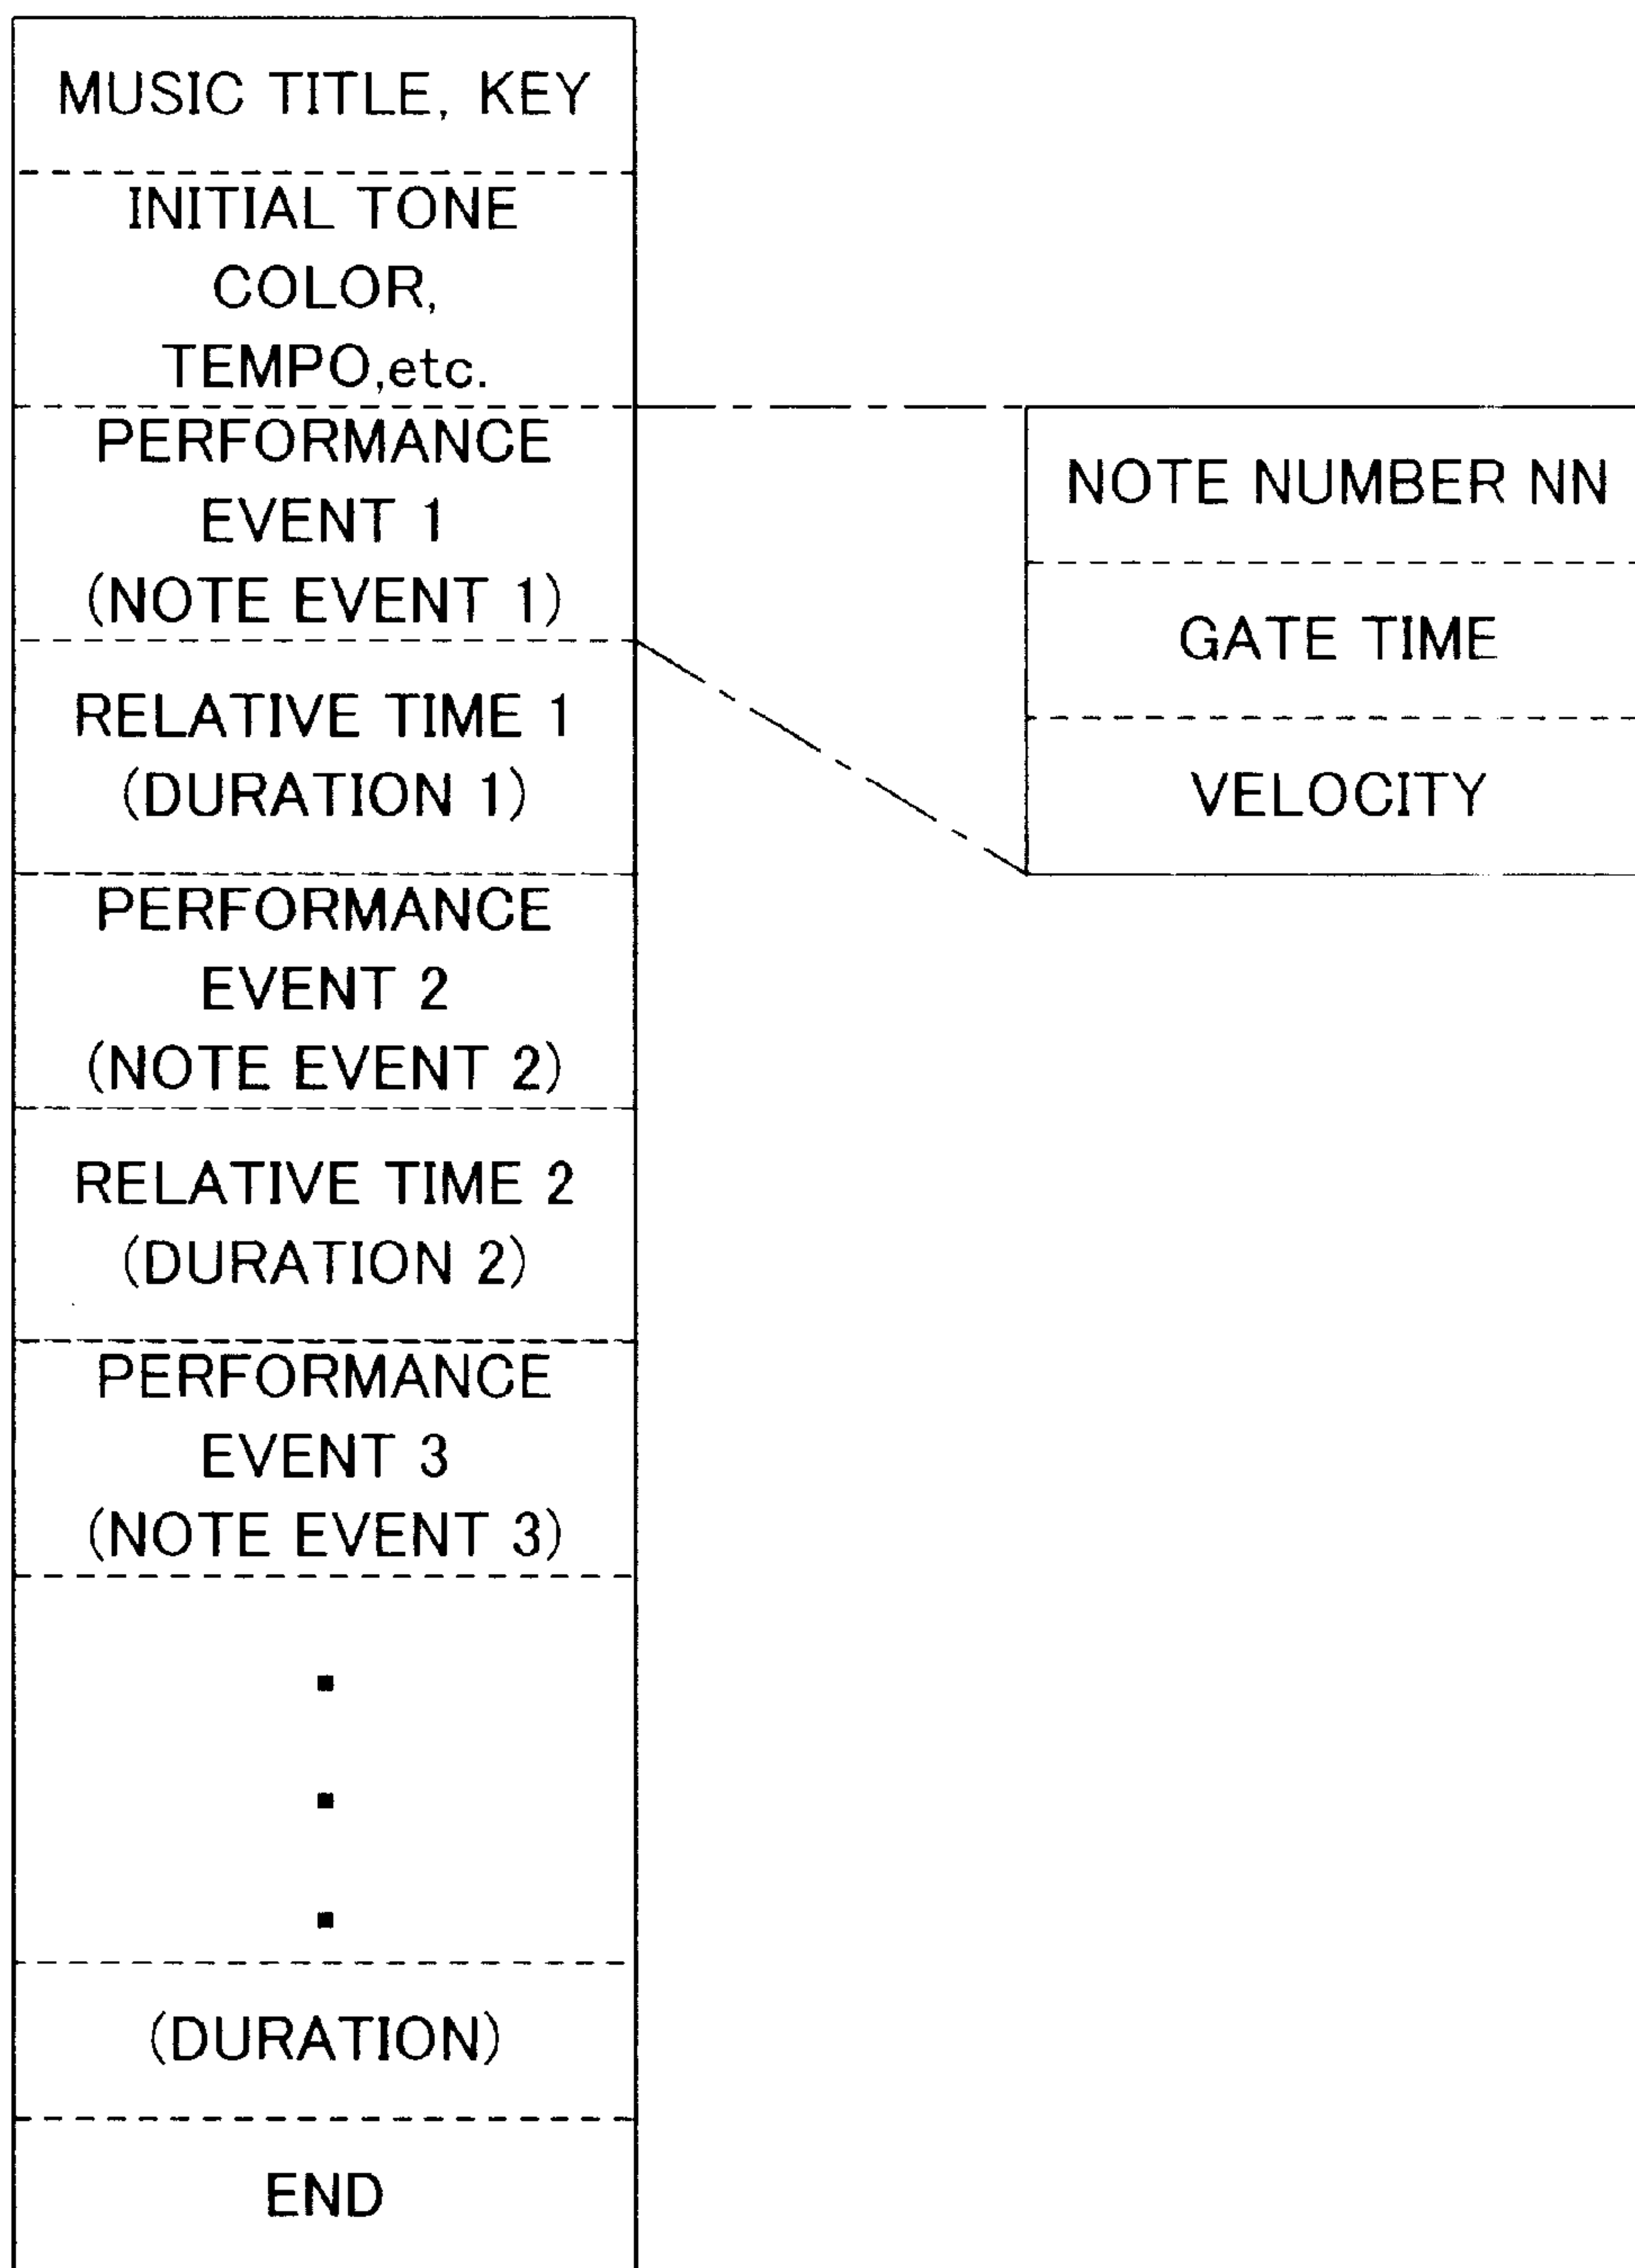 MUSIC TITLE, KEY
INITIAL TONE
COLOR,
TEMPO,etc.
PERFORMANCE
EVENT 1
(NOTE EVENT 1)
RELATIVE TIME 1
(DURATION 1)
PERFORMANCE
EVENT 2
(NOTE EVENT 2)
RELATIVE TIME 2
(DURATION 2)
PERFORMANCE
EVENT 3
(NOTE EVENT 3)
(DURATION)
END
NOTE NUMBER NN
GATE TIME
VELOCITY